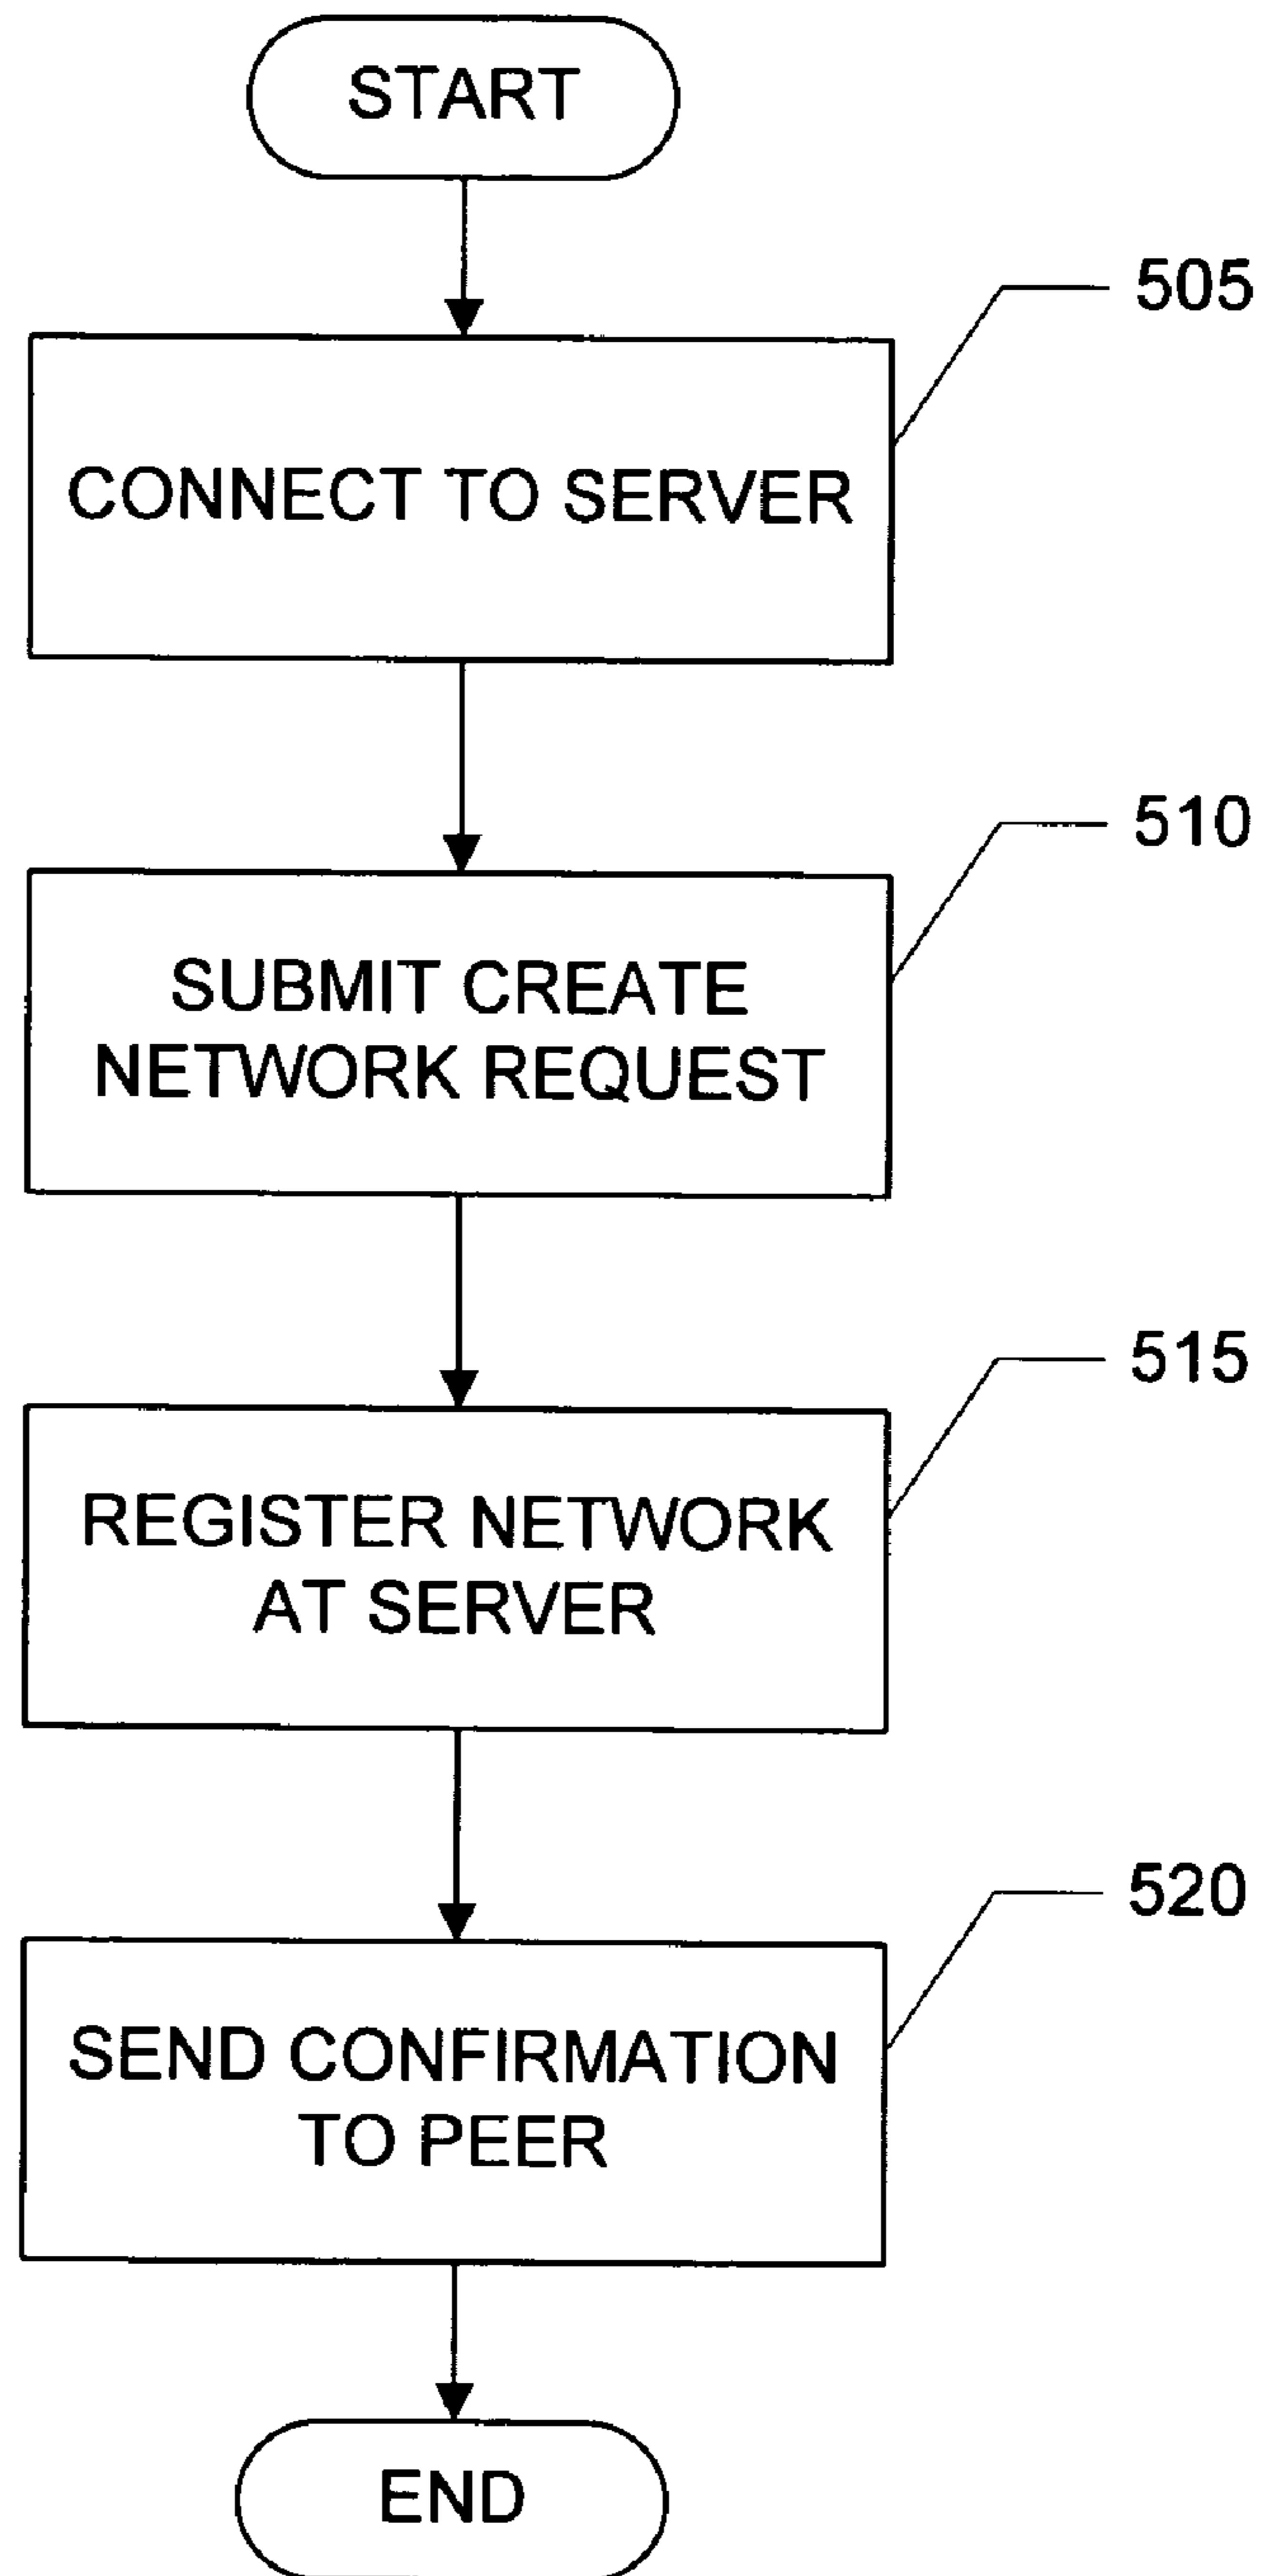 START
505
CONNECT TO SERVER
510
SUBMIT CREATE
NETWORK REQUEST
515
REGISTER NETWORK
AT SERVER
520
SEND CONFIRMATION
TO PEER
END